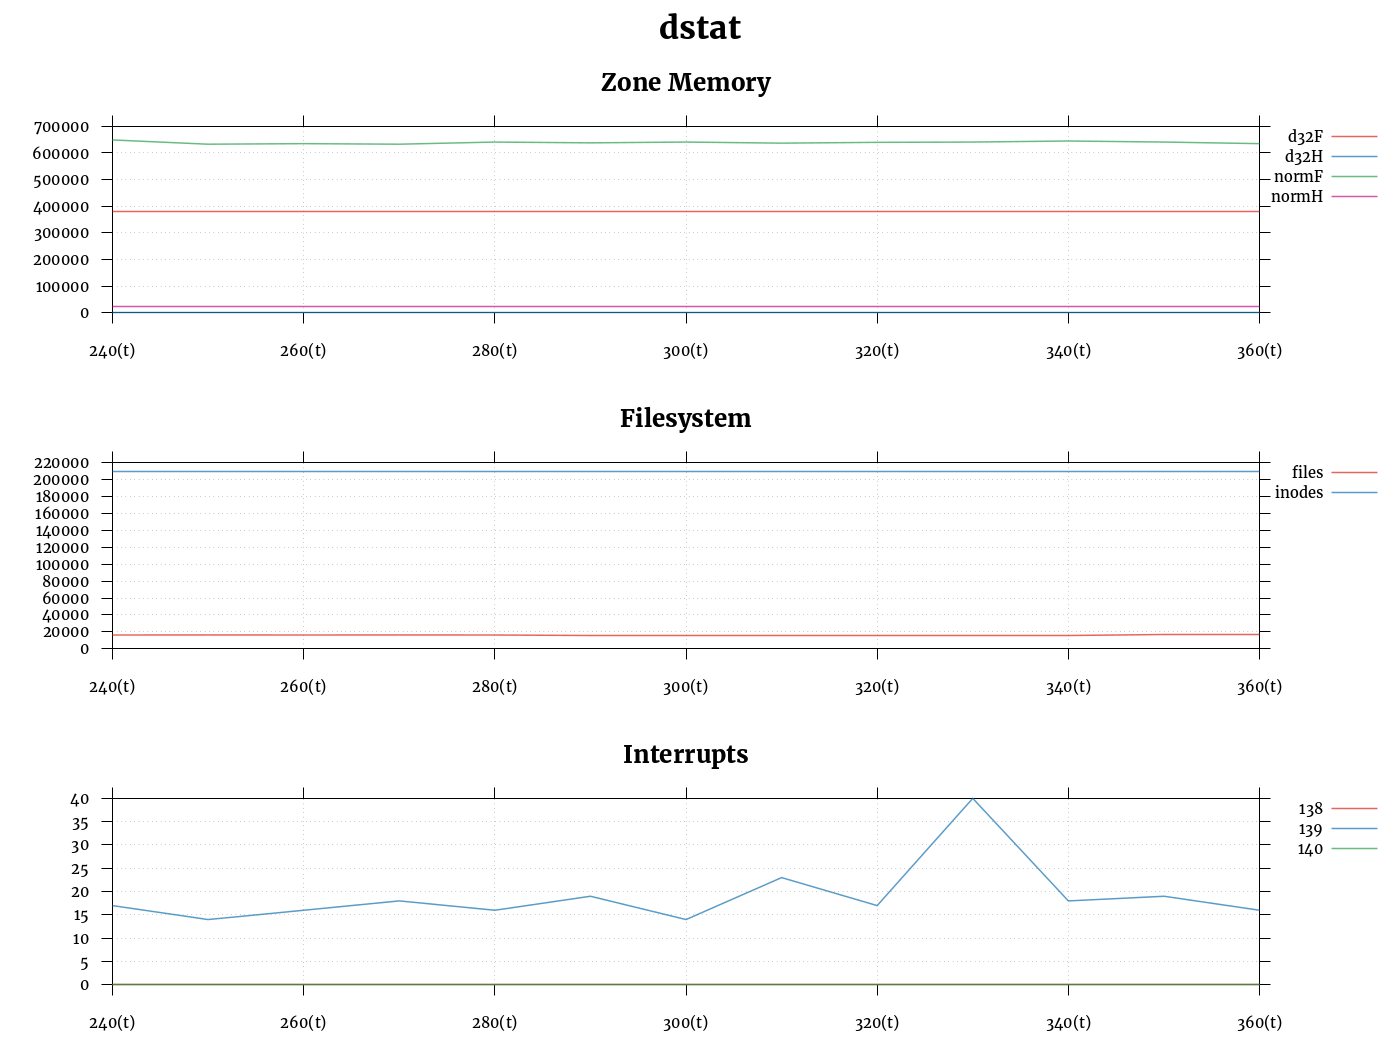 dstat
Zone Memory
700000
600000
500000
400000
300000
200000
100000
0
d32F
d32H
normF
normH
240(t) 260(t) 280(t) 300(t) 320(t) 340(t) 360(t)
Filesystem
220000
200000
180000
160000
140000
120000
100000
80000
60000
40000
20000
0
files
inodes
240(t) 260(t) 280(t) 300(t) 320(t) 340(t) 360(t)
Interrupts
40
35
30
25
20
15
10
5
0
138
139
140
240(t) 260(t) 280(t) 300(t) 320(t) 340(t) 360(t)